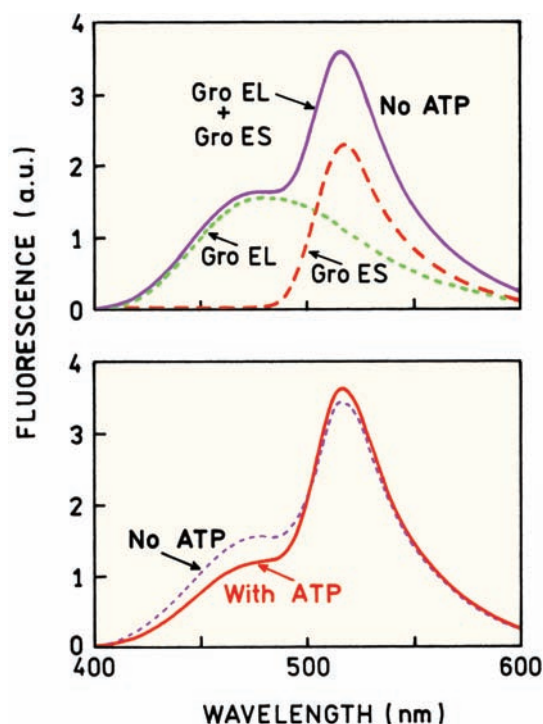 4
3
2
1
0
Gro EL
+
Gro ES
No ATP
Gro EL
Gro ES
FLUORESCENCE (a.u.)
4
3
2
1
0
No ATP
With ATP
400
500
600
WAVELENGTH (nm)